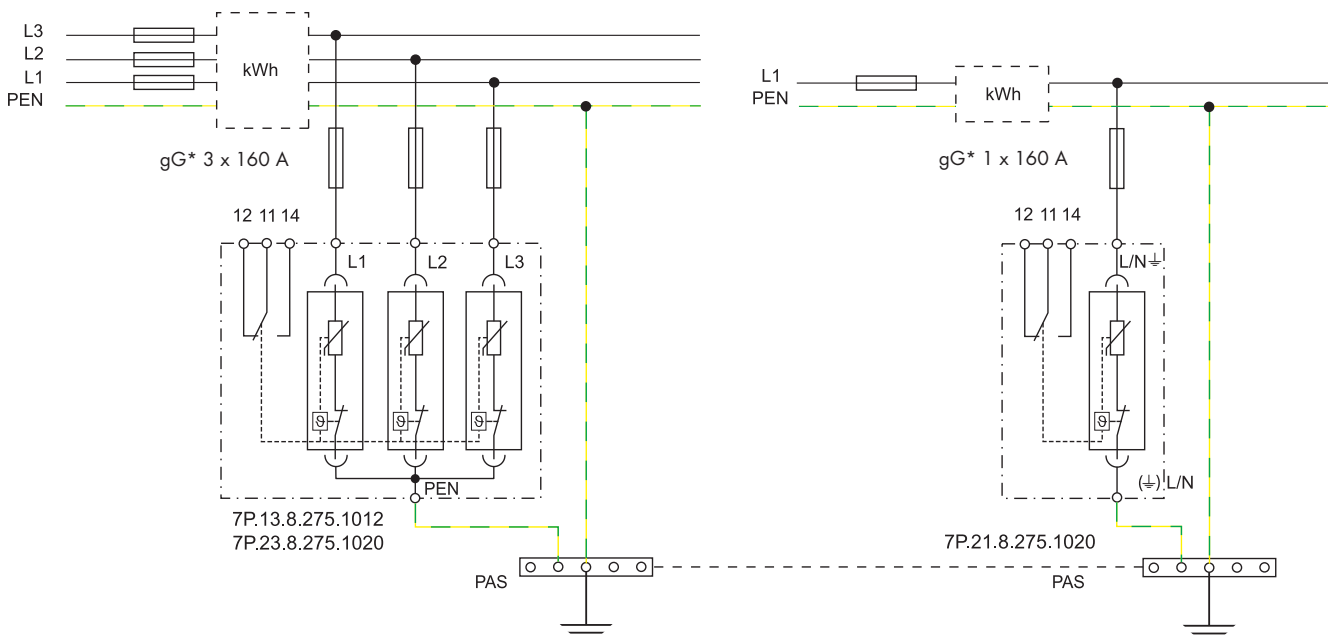 L3
L2
L1
PEN
kWh
gG* 3 x 160 A
12 11 14
L1
L2
L3
ϑ
ϑ
ϑ
PEN
7P.13.8.275.1012
7P.23.8.275.1020
PAS
L1
PEN
kWh
gG* 1 x 160 A
12 11 14
L/N⏚
ϑ
(⏚) L/N
7P.21.8.275.1020
PAS